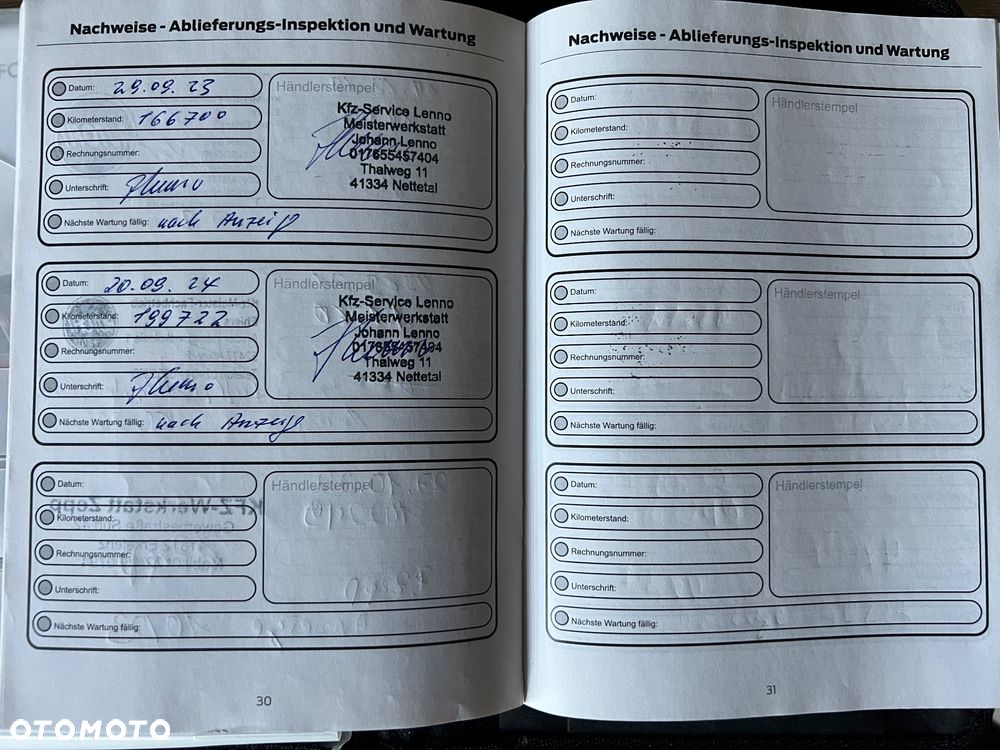 Nachweise - Ablieferungs-Inspektion und Wartung
Datum: 29.09.23
Kilometerstand: 166700
Rechnungsnummer:
Unterschrift:
Nächste Wartung fällig: nach Anzeige
Händlerstempel
Kfz-Service Lenno
Meisterwerkstatt
Johann Lenno
017655457404
Thalweg 11
41334 Nettetal
Datum: 20.09.24
Kilometerstand: 199722
Rechnungsnummer:
Unterschrift:
Nächste Wartung fällig: nach Anzeige
Händlerstempel
Kfz-Service Lenno
Meisterwerkstatt
Johann Lenno
Thalweg 11
41334 Nettetal
Datum:
Kilometerstand:
Rechnungsnummer:
Unterschrift:
Nächste Wartung fällig:
Händlerstempel
30
Nachweise - Ablieferungs-Inspektion und Wartung
Datum:
Kilometerstand:
Rechnungsnummer:
Unterschrift:
Nächste Wartung fällig:
Händlerstempel
Datum:
Kilometerstand:
Rechnungsnummer:
Unterschrift:
Nächste Wartung fällig:
Händlerstempel
Datum:
Kilometerstand:
Rechnungsnummer:
Unterschrift:
Nächste Wartung fällig:
Händlerstempel
31
OTOMOTO